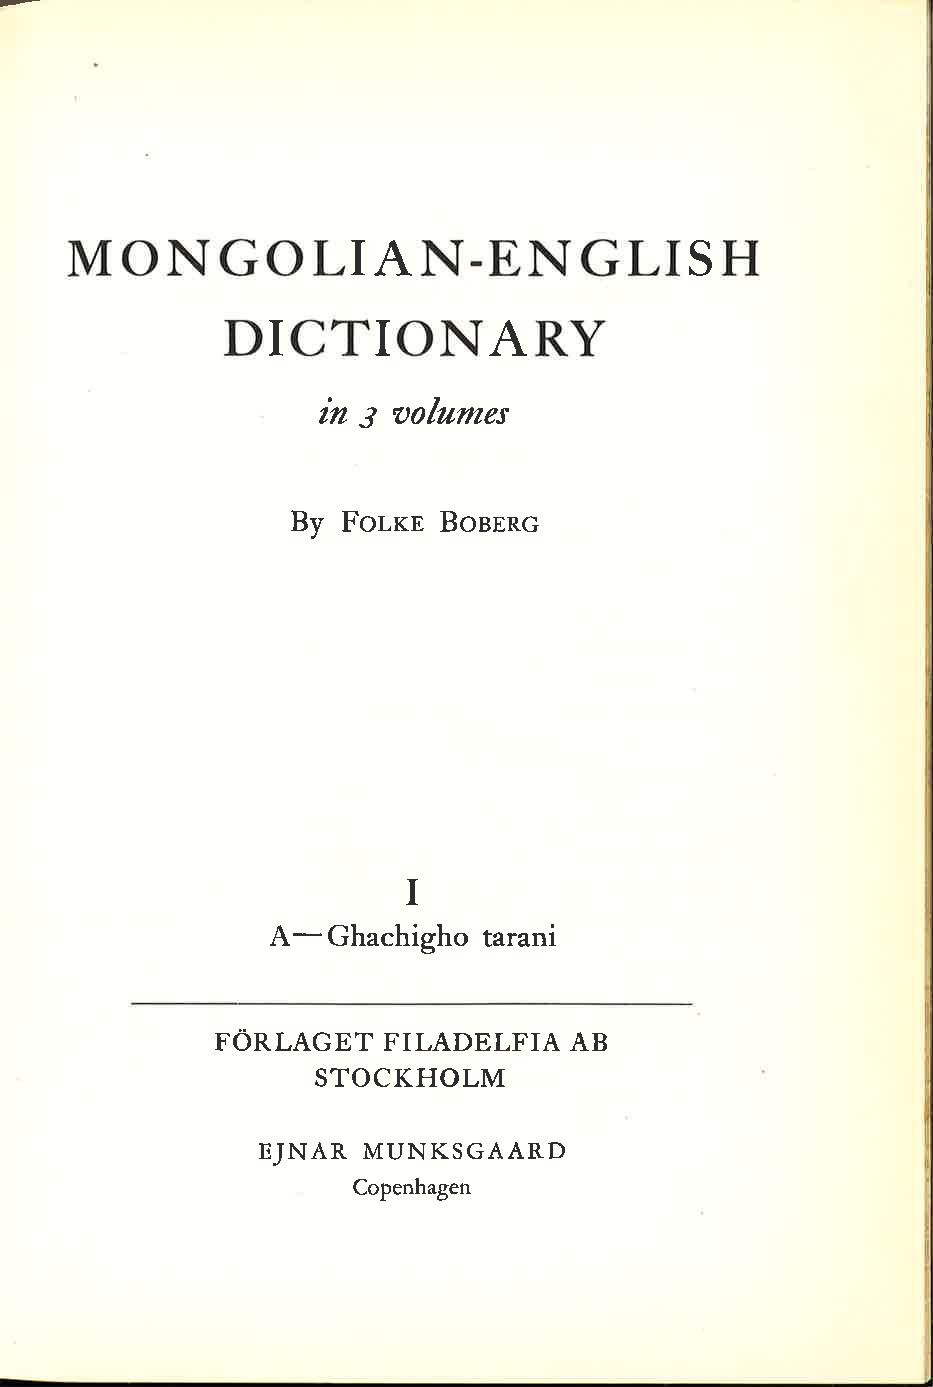 MONGOLIAN-ENGLISH
DICTIONARY
in 3 volumes
By FOLKE BOBERG
I
A—Ghachigho tarani
FÖRLAGET FILADELFIA AB
STOCKHOLM
EJNAR MUNKSGAARD
Copenhagen